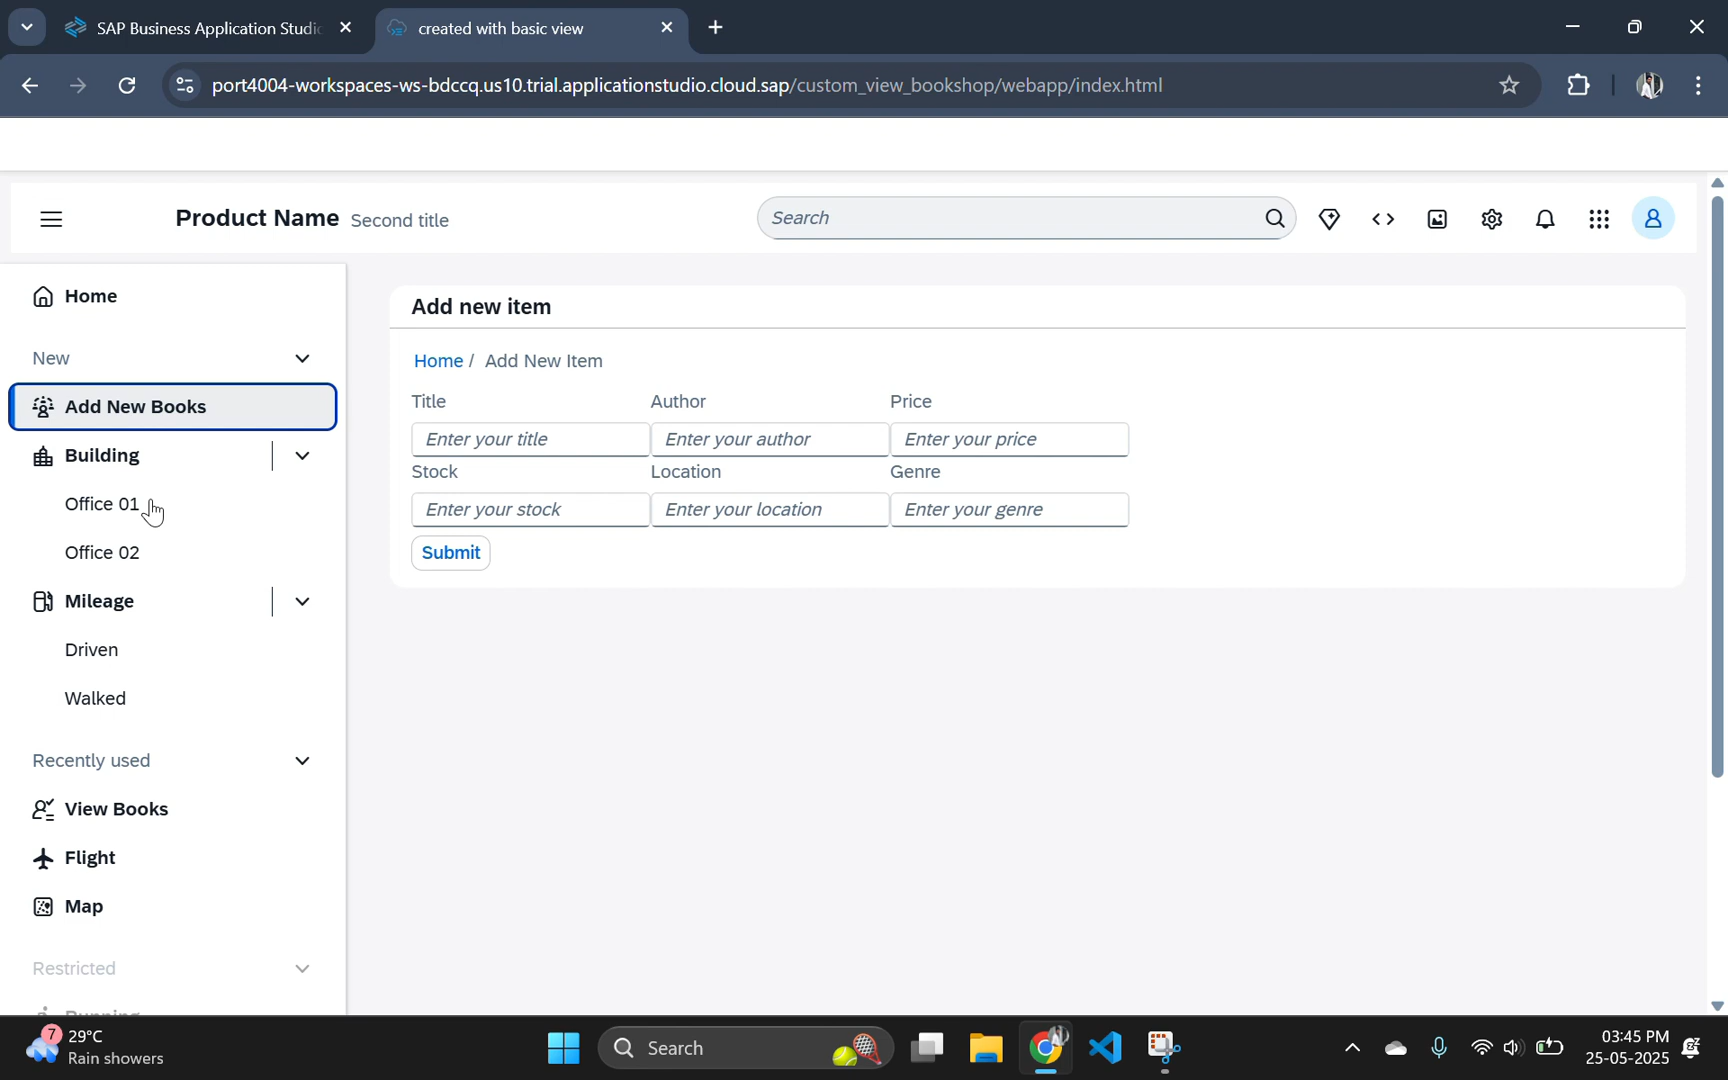 SAP Business Application Studio
created with basic view
port4004-workspaces-ws-bdccq.us10.trial.applicationstudio.cloud.sap/custom_view_bookshop/webapp/index.html
Product Name Second title
Search
Home
New
Add New Books
Building
Office 01
Office 02
Mileage
Driven
Walked
Recently used
View Books
Flight
Map
Restricted
Running
Add new item
Home / Add New Item
Title Author Price
Enter your title Enter your author Enter your price
Stock Location Genre
Enter your stock Enter your location Enter your genre
Submit
7
29°C
Rain showers
Search
03:45 PM
25-05-2025